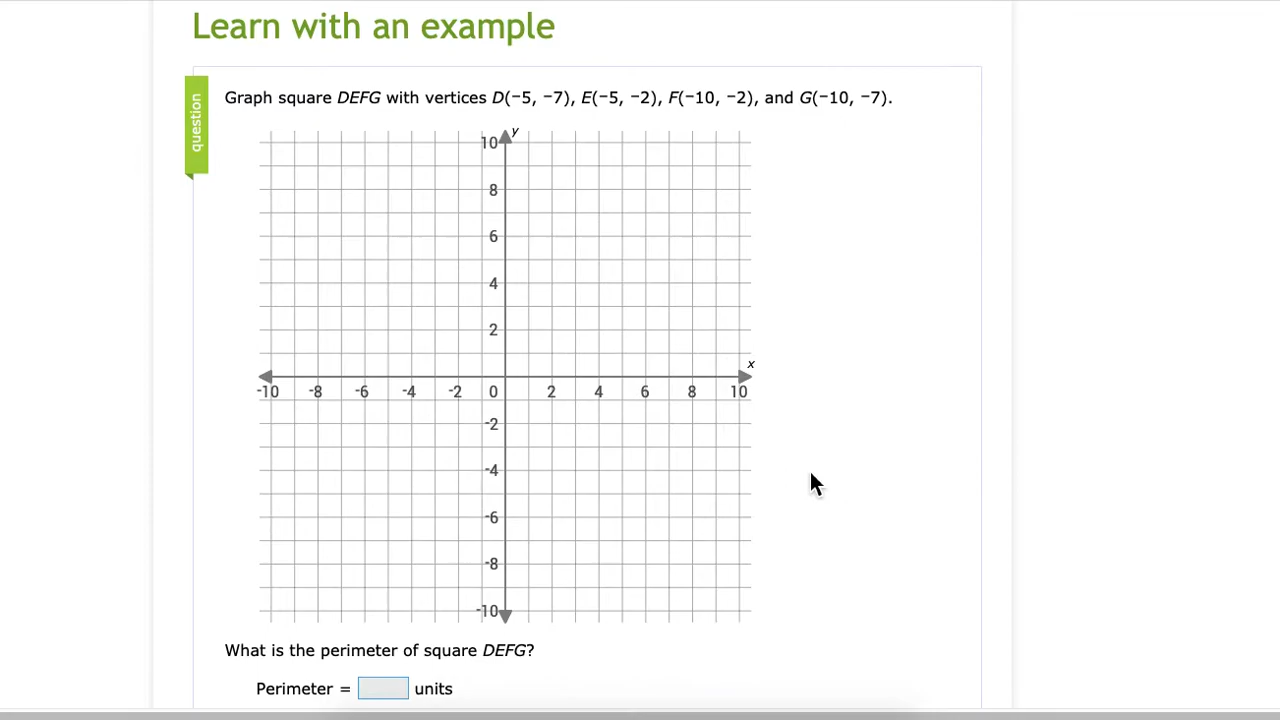 Learn with an example
question
Graph square DEFG with vertices D(−5, −7), E(−5, −2), F(−10, −2), and G(−10, −7).
y
10
8
6
4
2
x
-10 -8 -6 -4 -2 0 2 4 6 8 10
-2
-4
-6
-8
-10
What is the perimeter of square DEFG?
Perimeter = units